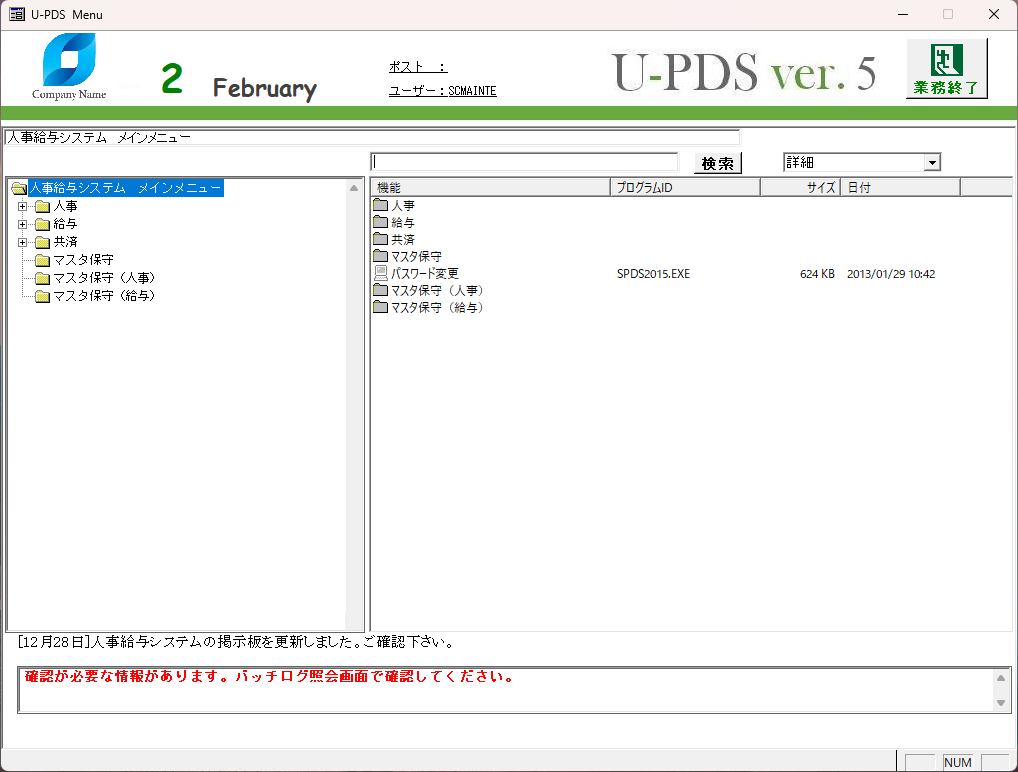 U-PDS Menu
Company Name
2
February
ポスト　：
ユーザー：SCMAINTE
U-PDS ver. 5
業務終了
人事給与システム　メインメニュー
検索
詳細
人事給与システム　メインメニュー
人事
給与
共済
マスタ保守
マスタ保守（人事）
マスタ保守（給与）
機能 プログラムID サイズ 日付
人事
給与
共済
マスタ保守
パスワード変更 SPDS2015.EXE 624 KB 2013/01/29 10:42
マスタ保守（人事）
マスタ保守（給与）
[12月28日]人事給与システムの掲示板を更新しました。ご確認下さい。
確認が必要な情報があります。バッチログ照会画面で確認してください。
NUM